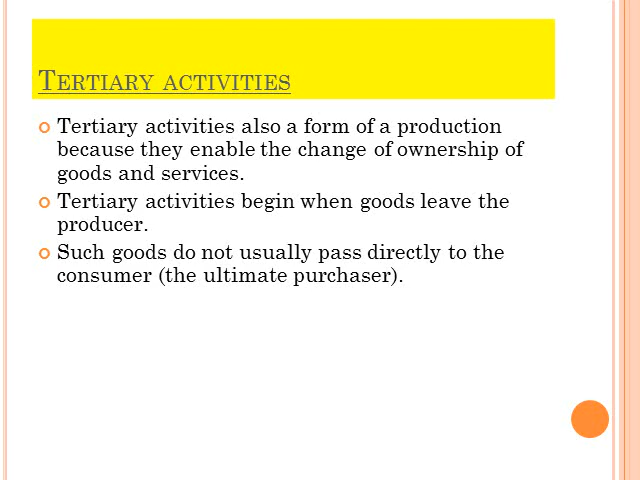 TERTIARY ACTIVITIES
Tertiary activities also a form of a production
because they enable the change of ownership of
goods and services.
Tertiary activities begin when goods leave the
producer.
Such goods do not usually pass directly to the
consumer (the ultimate purchaser).